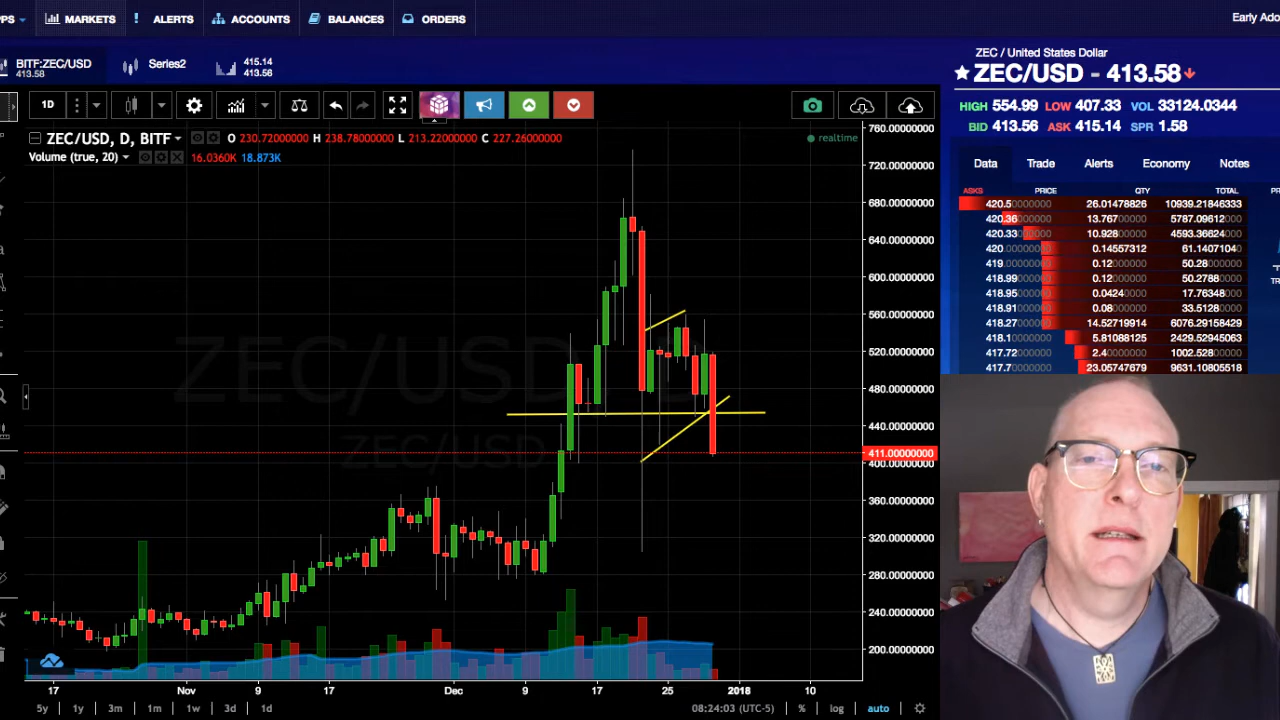 PS MARKETS ALERTS ACCOUNTS BALANCES ORDERS Early Ado
BITF:ZEC/USD
413.58
Series2
415.14
413.56
ZEC / United States Dollar
ZEC/USD - 413.58
HIGH 554.99 LOW 407.33 VOL 33124.0344
BID 413.56 ASK 415.14 SPR 1.58
1D
ZEC/USD, D, BITF O 230.72000000 H 238.78000000 L 213.22000000 C 227.26000000
realtime
Volume (true, 20) 16.0360K 18.873K
Data Trade Alerts Economy Notes
ASKS PRICE QTY TOTAL
420.50000000 26.01478826 10939.21846333
420.36000000 13.76700000 5787.09612000
420.33000000 10.92800000 4593.36624000
420.00000000 0.14557312 61.14071040
419.00000000 0.12000000 50.28000000
418.99000000 0.12000000 50.27880000
418.95000000 0.04240000 17.76348000
418.91000000 0.08000000 33.51280000
418.27000000 14.52719914 6076.29158429
418.10000000 5.81088125 2429.52945063
417.72000000 2.40000000 1002.52800000
417.70000000 23.05747679 9631.10805518
ZEC/USD
ZEC/USD
760.00000000
720.00000000
680.00000000
640.00000000
600.00000000
560.00000000
520.00000000
480.00000000
440.00000000
411.00000000
400.00000000
360.00000000
320.00000000
280.00000000
240.00000000
200.00000000
17 Nov 9 17 Dec 9 17 25 2018 10
5y 1y 3m 1m 1w 3d 1d 08:24:03 (UTC-5) % log auto